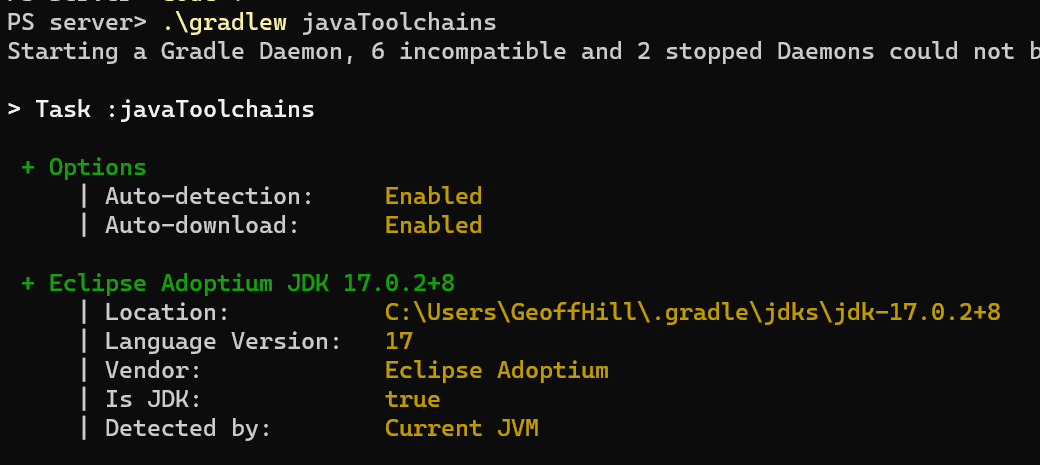 PS server> .\gradlew javaToolchains
Starting a Gradle Daemon, 6 incompatible and 2 stopped Daemons could not b
> Task :javaToolchains
+ Options
| Auto-detection: Enabled
| Auto-download: Enabled
+ Eclipse Adoptium JDK 17.0.2+8
| Location: C:\Users\GeoffHill\.gradle\jdks\jdk-17.0.2+8
| Language Version: 17
| Vendor: Eclipse Adoptium
| Is JDK: true
| Detected by: Current JVM